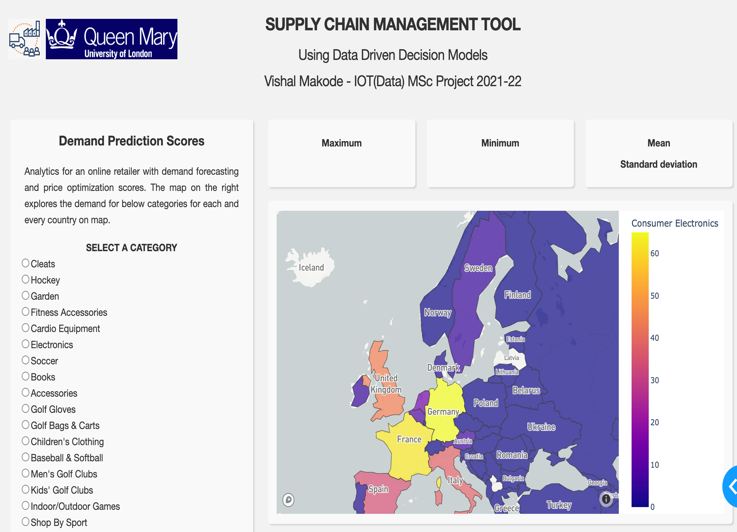 Queen Mary
University of London
SUPPLY CHAIN MANAGEMENT TOOL
Using Data Driven Decision Models
Vishal Makode - IOT(Data) MSc Project 2021-22
Demand Prediction Scores
Analytics for an online retailer with demand forecasting
and price optimization scores. The map on the right
explores the demand for below categories for each and
every country on map.
SELECT A CATEGORY
Cleats
Hockey
Garden
Fitness Accessories
Cardio Equipment
Electronics
Soccer
Books
Accessories
Golf Gloves
Golf Bags & Carts
Children's Clothing
Baseball & Softball
Men's Golf Clubs
Kids' Golf Clubs
Indoor/Outdoor Games
Shop By Sport
Maximum
Minimum
Mean
Standard deviation
Iceland
Sweden
Finland
Norway
Estonia
Latvia
Denmark
Lithuania
United
Kingdom
Belarus
Poland
Germany
Ukraine
France
Austria
Croatia
Romania
Italy
Bulgaria
Spain
Georgia
Greece
Turkey
Consumer Electronics
60
50
40
30
20
10
0